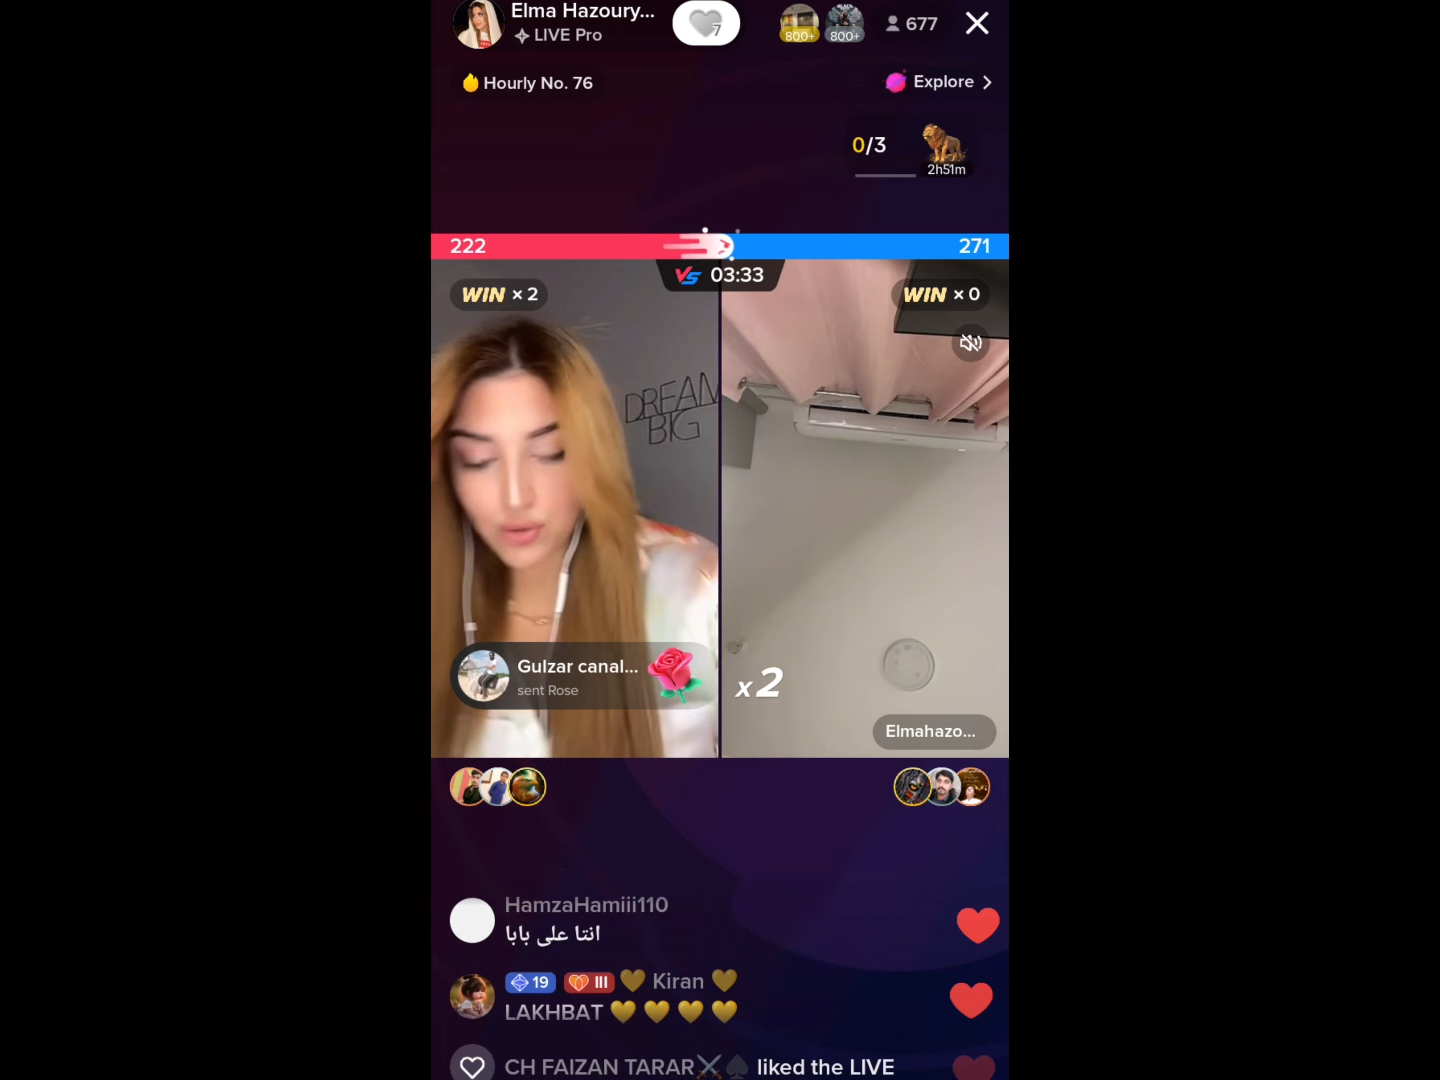 Elma Hazoury...
LIVE Pro
7
800+
800+
677
Hourly No. 76
Explore
0/3
2h51m
222
271
VS 03:33
WIN × 2
WIN × 0
DREAM
BIG
Gulzar canal...
sent Rose
x2
Elmahazo...
HamzaHamiii110
انتا على بابا
19 III Kiran
LAKHBAT
CH FAIZAN TARAR liked the LIVE